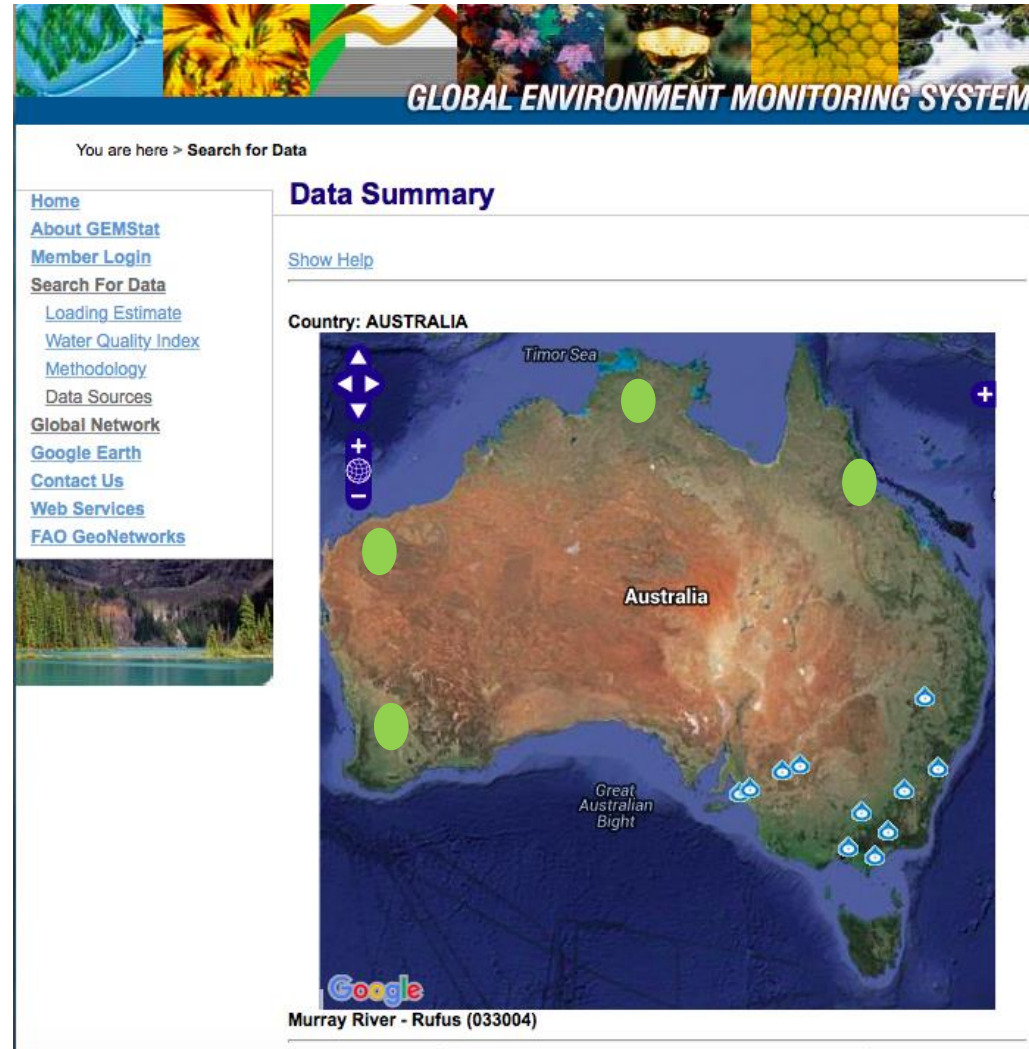 GLOBAL ENVIRONMENT MONITORING SYSTEM
You are here > Search for Data
Home
About GEMStat
Member Login
Search For Data
Loading Estimate
Water Quality Index
Methodology
Data Sources
Global Network
Google Earth
Contact Us
Web Services
FAO GeoNetworks
Data Summary
Show Help
Country: AUSTRALIA
Timor Sea
Australia
Great
Australian
Bight
Google
Murray River - Rufus (033004)